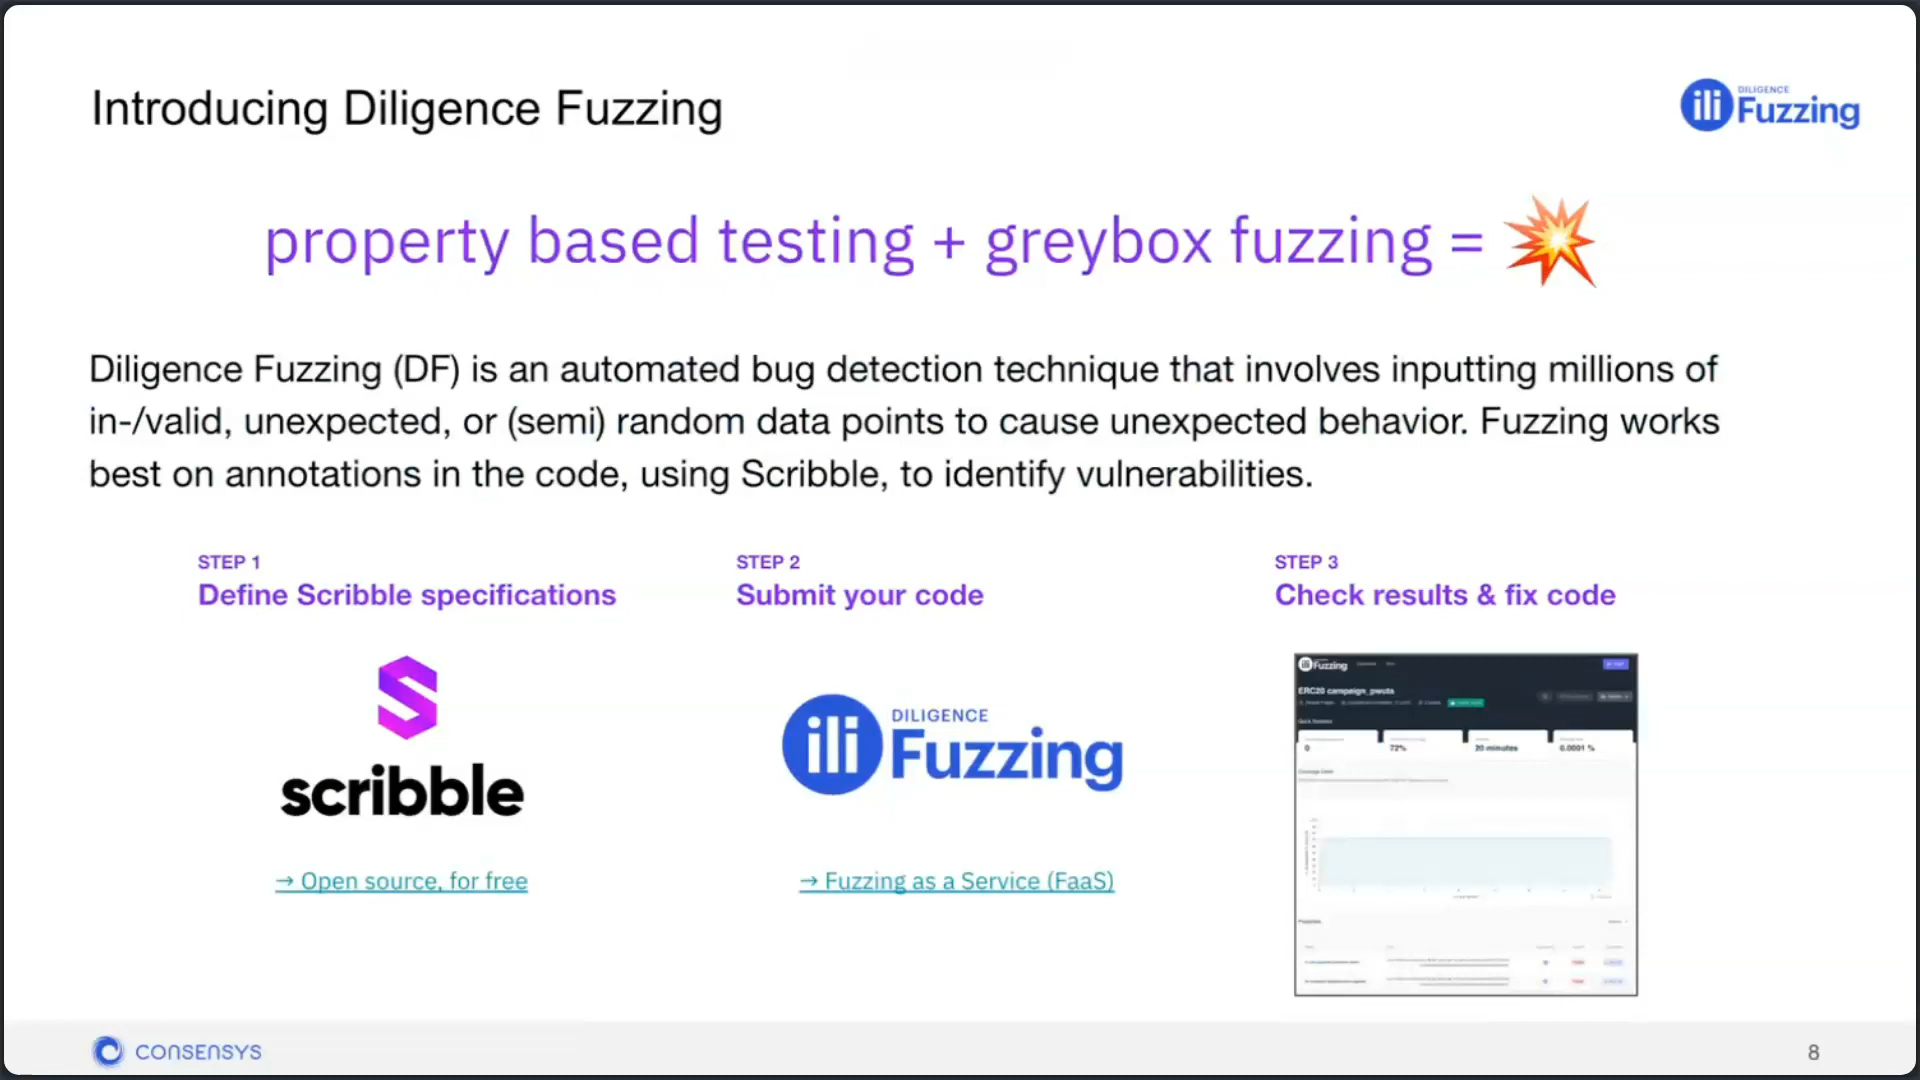 Introducing Diligence Fuzzing
DILIGENCE
Fuzzing
property based testing + greybox fuzzing = 💥
Diligence Fuzzing (DF) is an automated bug detection technique that involves inputting millions of
in-/valid, unexpected, or (semi) random data points to cause unexpected behavior. Fuzzing works
best on annotations in the code, using Scribble, to identify vulnerabilities.
STEP 1
Define Scribble specifications
scribble
→ Open source, for free
STEP 2
Submit your code
DILIGENCE
Fuzzing
→ Fuzzing as a Service (FaaS)
STEP 3
Check results & fix code
Fuzzing
ERC20 campaign_pwuta
0
72%
20 minutes
0.0001 %
CONSENSYS
8